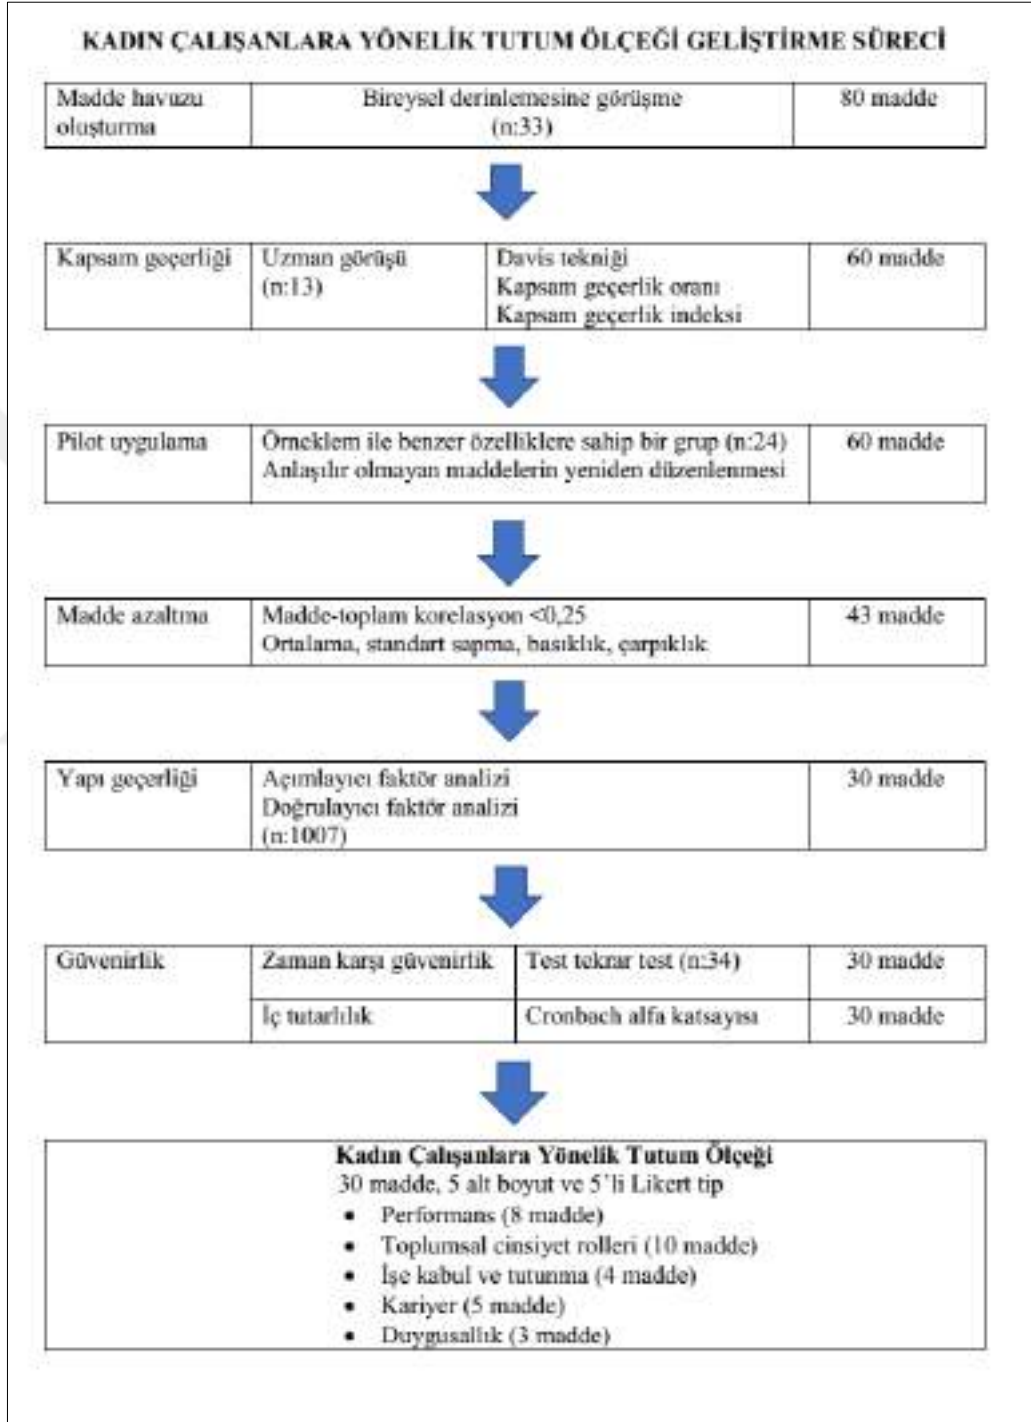 KADIN ÇALIŞANLARA YÖNELİK TUTUM ÖLÇEĞİ GELİŞTİRME SÜRECİ
Madde havuzu
oluşturma
Bireysel derinlemesine görüşme
(n:33)
80 madde
Kapsam geçerliği
Uzman görüşü
(n:13)
Davis tekniği
Kapsam geçerlik oranı
Kapsam geçerlik indeksi
60 madde
Pilot uygulama
Örneklem ile benzer özelliklere sahip bir grup (n:24)
Anlaşılır olmayan maddelerin yeniden düzenlenmesi
60 madde
Madde azaltma
Madde-toplam korelasyon <0,25
Ortalama, standart sapma, basıklık, çarpıklık
43 madde
Yapı geçerliği
Açımlayıcı faktör analizi
Doğrulayıcı faktör analizi
(n:1007)
30 madde
Güvenirlik
Zaman karşı güvenirlik
Test teknar test (n:34)
30 madde
İç tutarlılık
Cronbach alfa katsayısı
30 madde
Kadın Çalışanlara Yönelik Tutum Ölçeği
30 madde, 5 alt boyut ve 5'li Likert tip
• Performans (8 madde)
• Toplumsal cinsiyet rolleri (10 madde)
• İşe kabul ve tutunma (4 madde)
• Kariyer (5 madde)
• Duygusallık (3 madde)